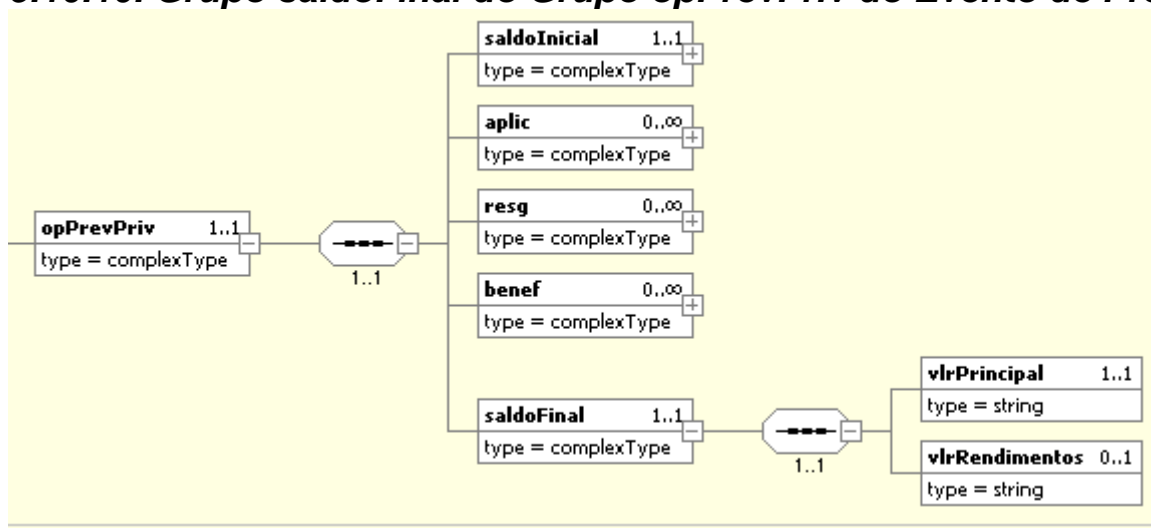 saldoInicial 1..1
type = complexType
aplic 0..∞
type = complexType
resg 0..∞
type = complexType
opPrevPriv 1..1
type = complexType
1..1
benef 0..∞
type = complexType
saldoFinal 1..1
type = complexType
1..1
vlrPrincipal 1..1
type = string
vlrRendimentos 0..1
type = string